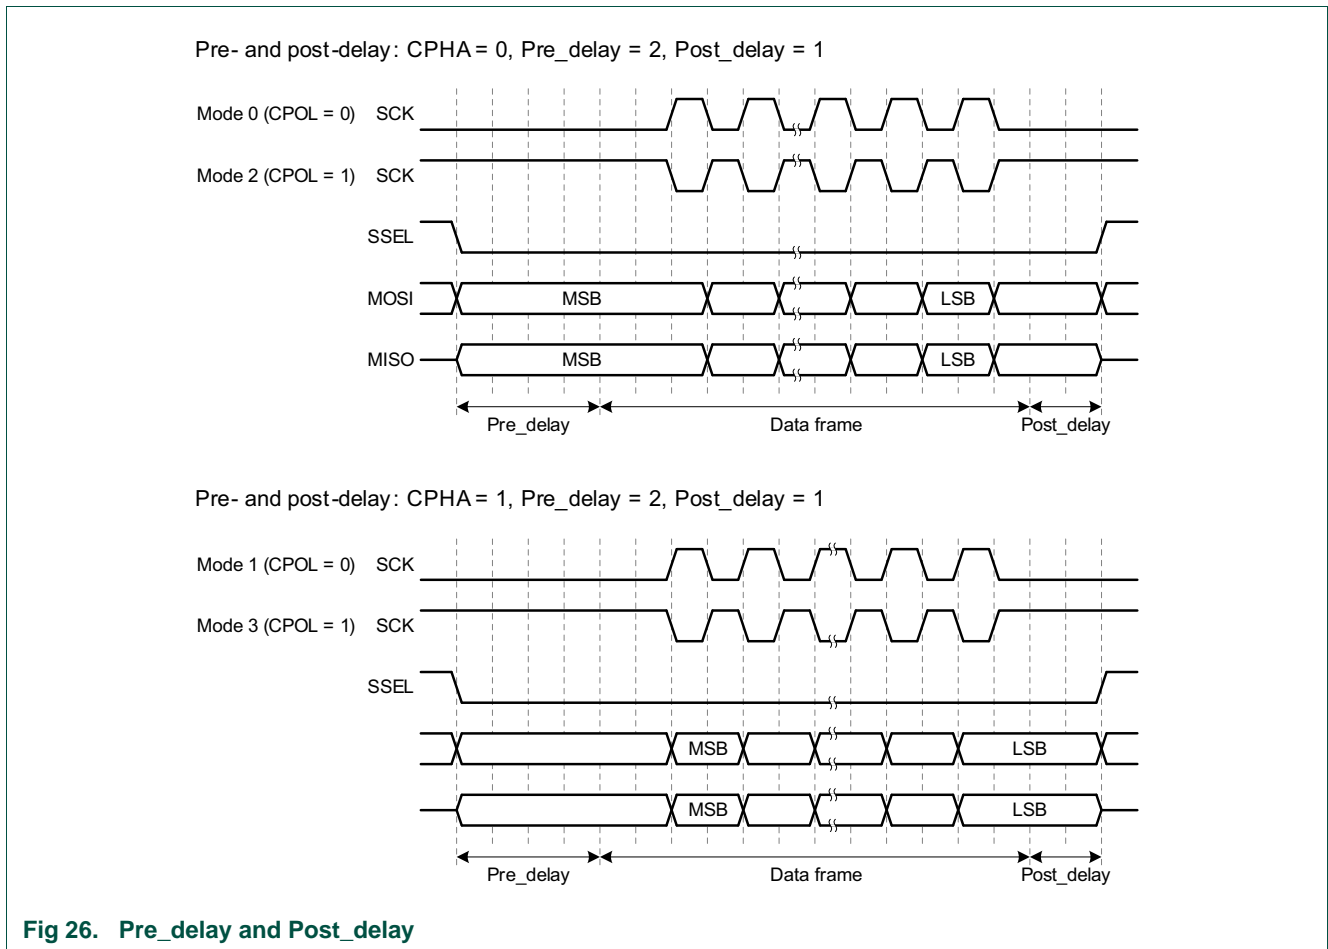 Pre- and post-delay: CPHA = 0, Pre_delay = 2, Post_delay = 1
Mode 0 (CPOL = 0) SCK
Mode 2 (CPOL = 1) SCK
SSEL
MOSI MSB LSB
MISO MSB LSB
Pre_delay Data frame Post_delay
Pre- and post-delay: CPHA = 1, Pre_delay = 2, Post_delay = 1
Mode 1 (CPOL = 0) SCK
Mode 3 (CPOL = 1) SCK
SSEL
MSB LSB
MSB LSB
Pre_delay Data frame Post_delay
Fig 26. Pre_delay and Post_delay